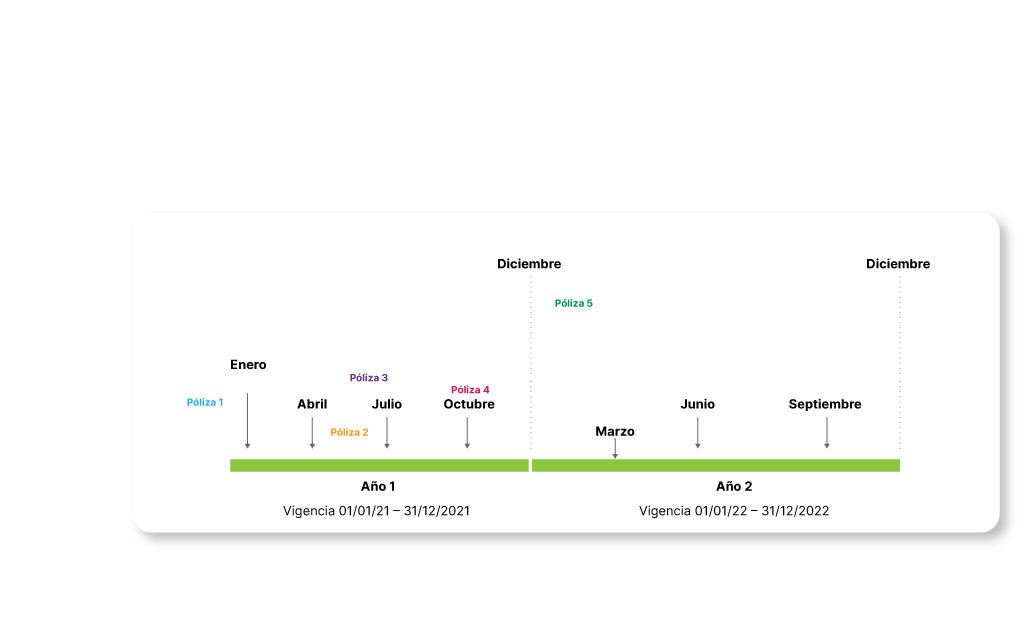 Diciembre
Diciembre
Póliza 5
Enero
Póliza 3
Póliza 4
Póliza 1
Abril
Julio
Octubre
Junio
Septiembre
Póliza 2
Marzo
Año 1
Año 2
Vigencia 01/01/21 – 31/12/2021
Vigencia 01/01/22 – 31/12/2022